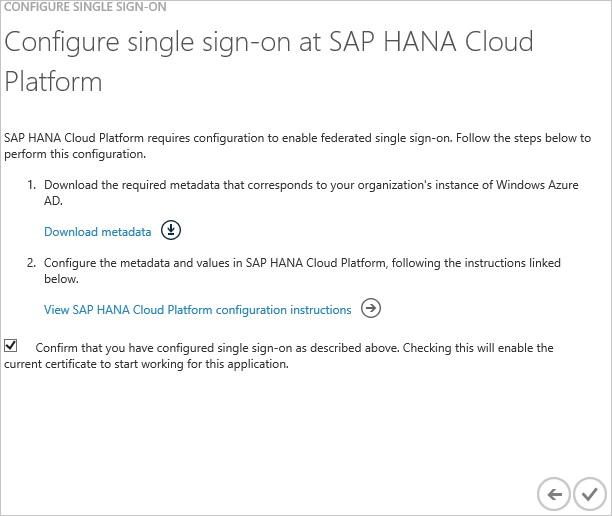 CONFIGURE SINGLE SIGN-ON
Configure single sign-on at SAP HANA Cloud
Platform
SAP HANA Cloud Platform requires configuration to enable federated single sign-on. Follow the steps below to
perform this configuration.
1. Download the required metadata that corresponds to your organization's instance of Windows Azure
AD.
Download metadata
2. Configure the metadata and values in SAP HANA Cloud Platform, following the instructions linked
below.
View SAP HANA Cloud Platform configuration instructions
Confirm that you have configured single sign-on as described above. Checking this will enable the
current certificate to start working for this application.